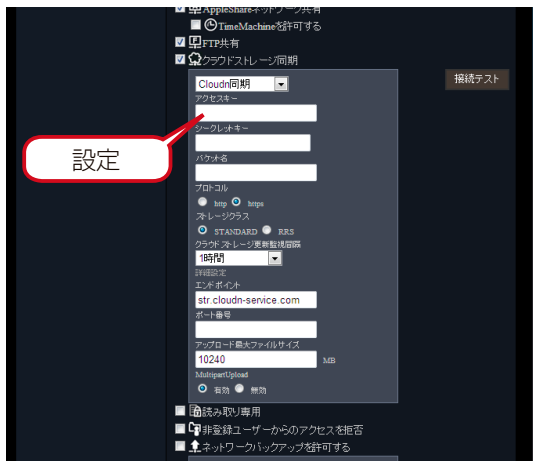 AppleShareネットワーク共有
TimeMachineを許可する
FTP共有
クラウドストレージ同期
Cloudn同期
接続テスト
アクセスキー
シークレットキー
設定
バケット名
プロトコル
http https
ストレージクラス
STANDARD RRS
クラウドストレージ更新監視間隔
1時間
詳細設定
エンドポイント
str.cloudn-service.com
ポート番号
アップロード最大ファイルサイズ
10240 MB
MultipartUpload
有効 無効
読み取り専用
非登録ユーザーからのアクセスを拒否
ネットワークバックアップを許可する